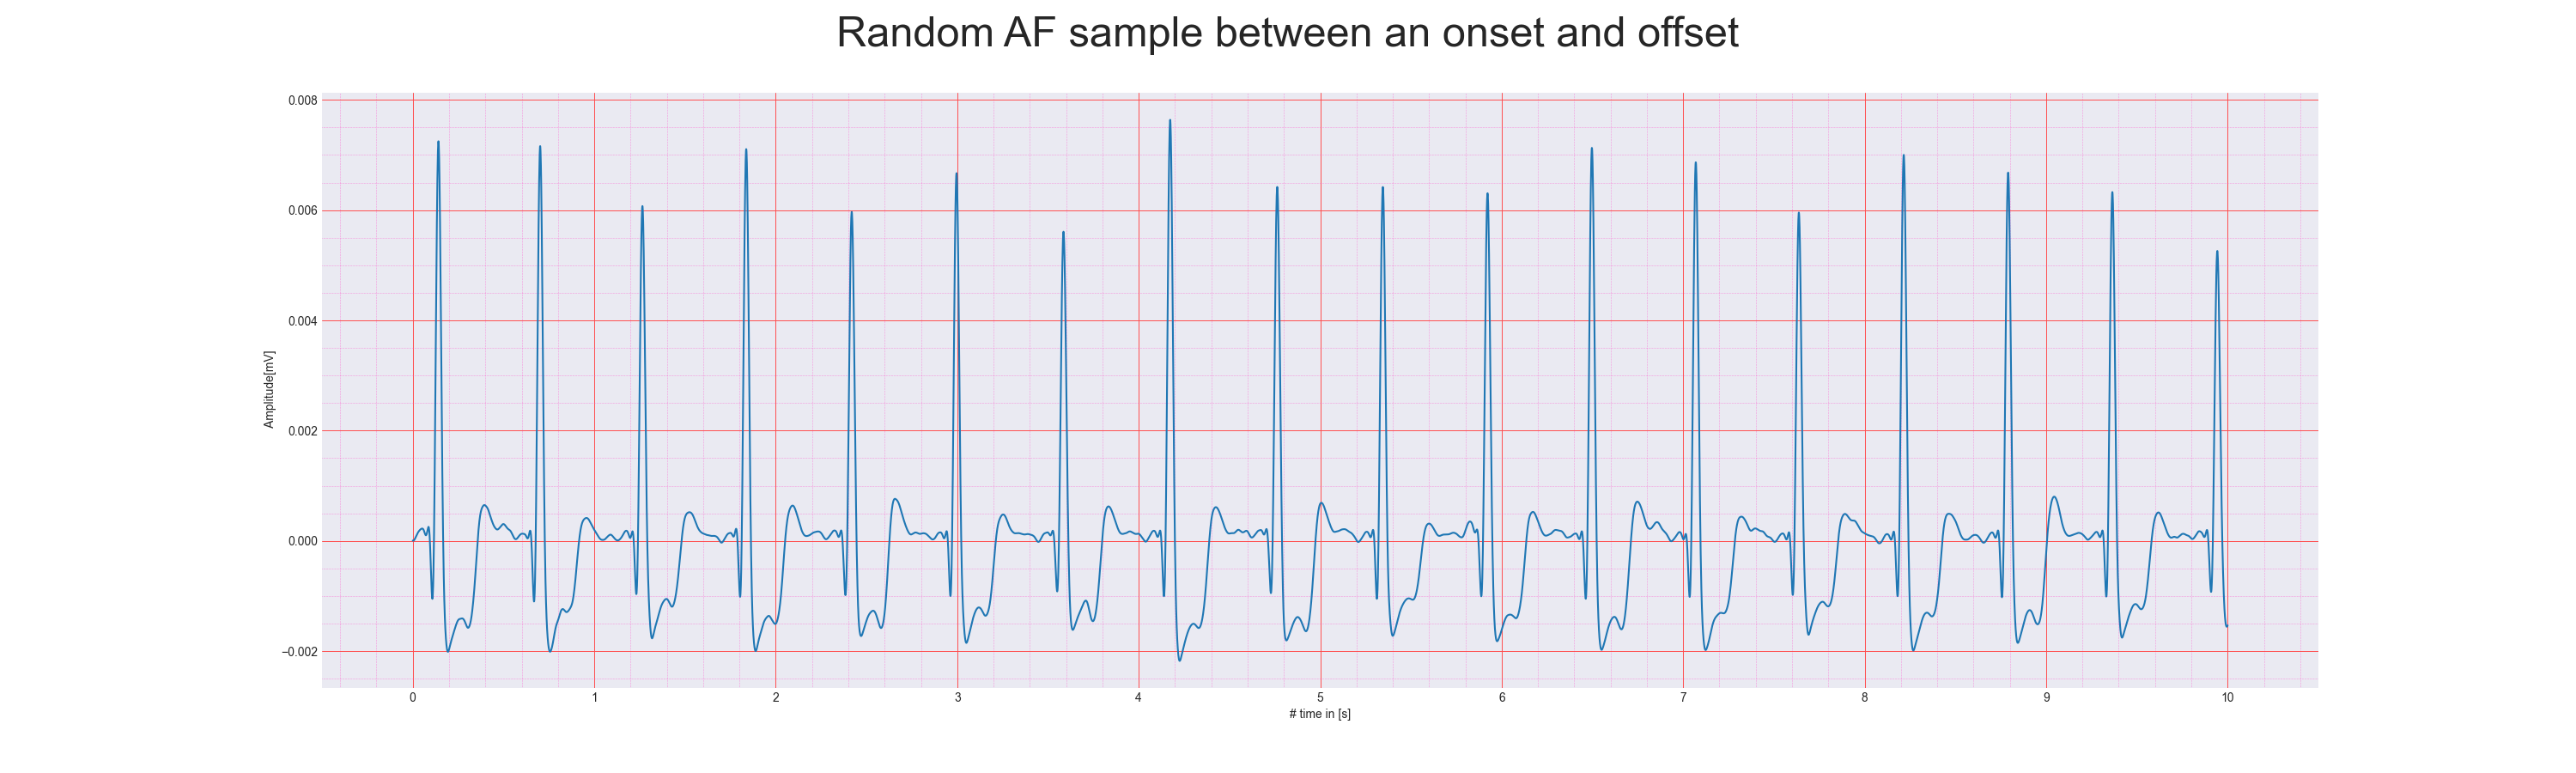 Random AF sample between an onset and offset
0.008
0.006
0.004
0.002
0.000
−0.002
Amplitude[mV]
0 1 2 3 4 5 6 7 8 9 10
# time in [s]